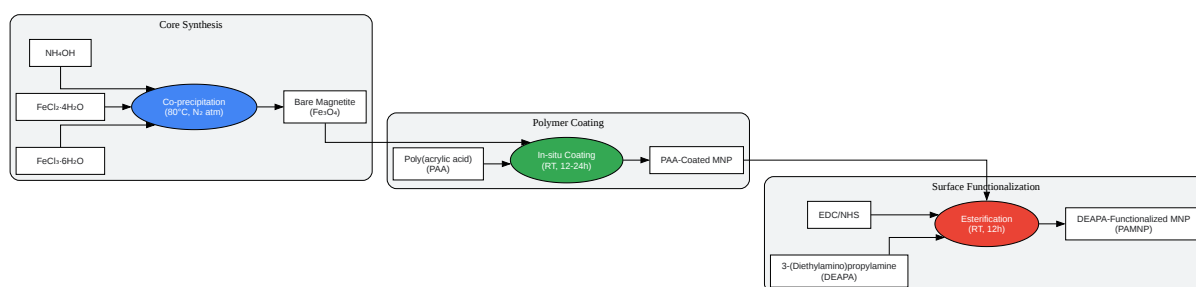 Core Synthesis
NH₄OH
FeCl₂·4H₂O
FeCl₃·6H₂O
Co-precipitation
(80°C, N₂ atm)
Bare Magnetite
(Fe₃O₄)
Polymer Coating
Poly(acrylic acid)
(PAA)
In-situ Coating
(RT, 12-24h)
PAA-Coated MNP
Surface Functionalization
EDC/NHS
3-(Diethylamino)propylamine
(DEAPA)
Esterification
(RT, 12h)
DEAPA-Functionalized MNP
(PAMNP)